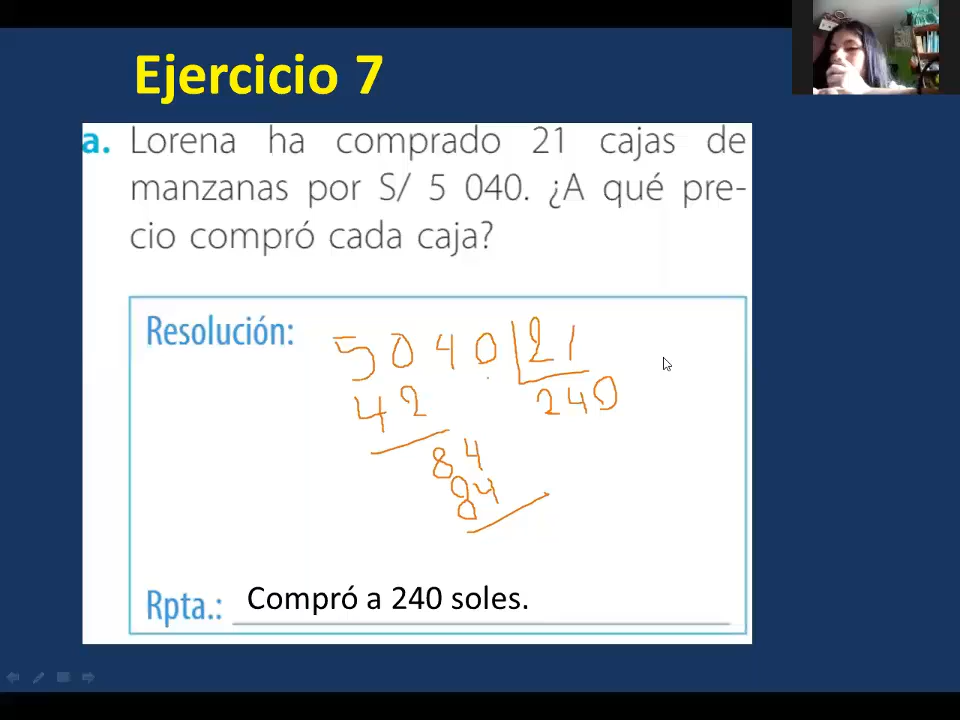 Ejercicio 7
a. Lorena ha comprado 21 cajas de
manzanas por S/ 5 040. ¿A qué pre-
cio compró cada caja?
Resolución:
5040 21
42 240
84
84
Rpta.: Compró a 240 soles.